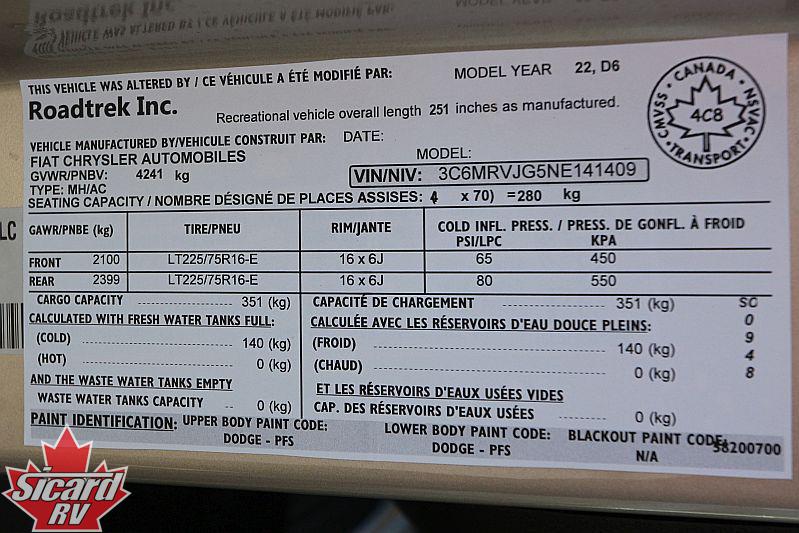 THIS VEHICLE WAS ALTERED BY / CE VÉHICULE A ÉTÉ MODIFIÉ PAR: MODEL YEAR 22, D6
Roadtrek Inc. Recreational vehicle overall length 251 inches as manufactured.
VEHICLE MANUFACTURED BY/VEHICULE CONSTRUIT PAR: DATE:
FIAT CHRYSLER AUTOMOBILES MODEL:
GVWR/PNBV: 4241 kg VIN/NIV: 3C6MRVJG5NE141409
TYPE: MH/AC
SEATING CAPACITY / NOMBRE DÉSIGNÉ DE PLACES ASSISES: 4 x 70) =280 kg
CANADA
CMVSS NSVAC
4C8
TRANSPORT
GAWR/PNBE (kg) TIRE/PNEU RIM/JANTE COLD INFL. PRESS. / PRESS. DE GONFL. À FROID
PSI/LPC KPA
FRONT 2100 LT225/75R16-E 16 x 6J 65 450
REAR 2399 LT225/75R16-E 16 x 6J 80 550
CARGO CAPACITY 351 (kg) CAPACITÉ DE CHARGEMENT 351 (kg)
CALCULATED WITH FRESH WATER TANKS FULL: CALCULÉE AVEC LES RÉSERVOIRS D'EAU DOUCE PLEINS:
(COLD) 140 (kg) (FROID) 140 (kg)
(HOT) 0 (kg) (CHAUD) 0 (kg)
AND THE WASTE WATER TANKS EMPTY ET LES RÉSERVOIRS D'EAUX USÉES VIDES
WASTE WATER TANKS CAPACITY 0 (kg) CAP. DES RÉSERVOIRS D'EAUX USÉES 0 (kg)
SC
0
9
4
8
PAINT IDENTIFICATION: UPPER BODY PAINT CODE: LOWER BODY PAINT CODE: BLACKOUT PAINT CODE: 58200700
DODGE - PFS DODGE - PFS N/A
LC
Sicard
RV